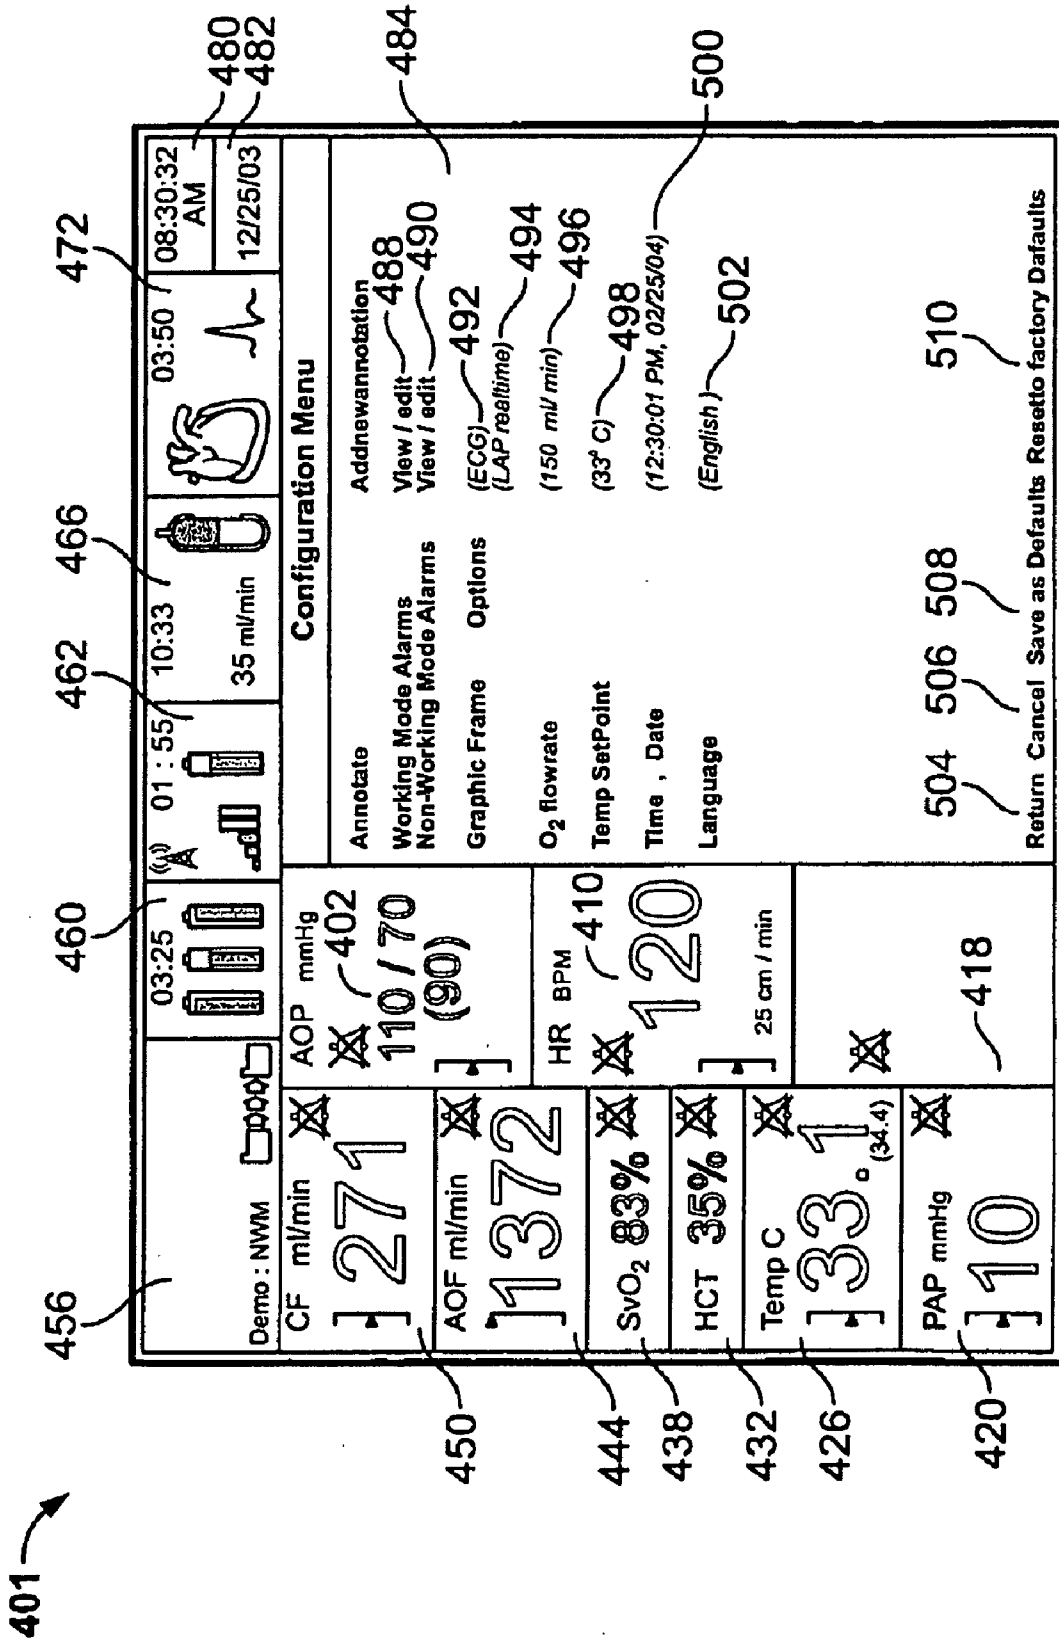 401
456
460
462
466
472
480
482
484
Demo : NWM
03:25
01 : 55
10:33
35 ml/min
03:50
08:30:32
AM
12/25/03
CF ml/min
271
450
AOF ml/min
1372
444
SvO2 83%
438
HCT 35%
432
Temp C
33.1
(34.4)
426
PAP mmHg
10
420
AOP mmHg
402
110 / 70
(90)
HR BPM
410
120
25 cm / min
418
Configuration Menu
Annotate Addnewannotation
Working Mode Alarms View / edit 488
Non-Working Mode Alarms View / edit 490
Graphic Frame Options (ECG) 492
(LAP realtime) 494
O2 flowrate (150 ml/ min) 496
Temp SetPoint (33° C) 498
Time , Date (12:30:01 PM, 02/25/04) 500
Language (English ) 502
504 506 508 510
Return Cancel Save as Defaults Resetto factory Dafaults